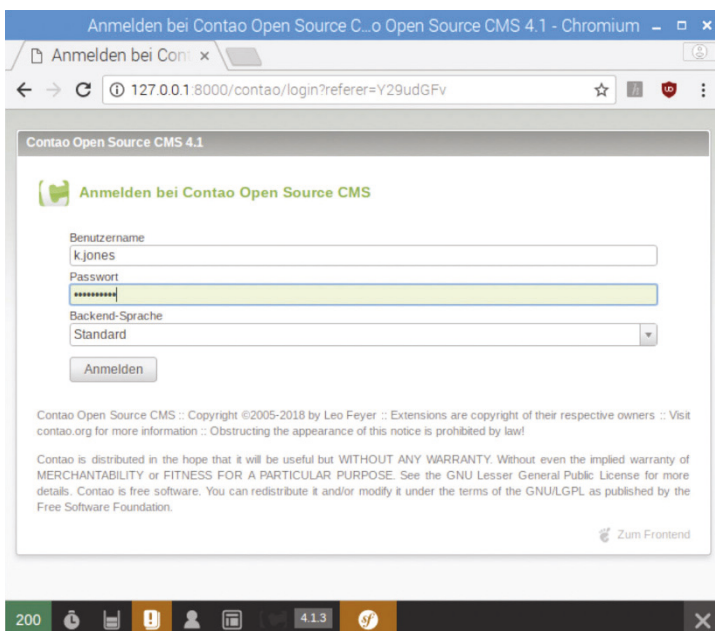 Anmelden bei Contao Open Source C...o Open Source CMS 4.1 - Chromium
Anmelden bei Cont
127.0.0.1:8000/contao/login?referer=Y29udGFv
Contao Open Source CMS 4.1
Anmelden bei Contao Open Source CMS
Benutzername
k.jones
Passwort
Backend-Sprache
Standard
Anmelden
Contao Open Source CMS :: Copyright ©2005-2018 by Leo Feyer :: Extensions are copyright of their respective owners :: Visit
contao.org for more information :: Obstructing the appearance of this notice is prohibited by law!
Contao is distributed in the hope that it will be useful but WITHOUT ANY WARRANTY. Without even the implied warranty of
MERCHANTABILITY or FITNESS FOR A PARTICULAR PURPOSE. See the GNU Lesser General Public License for more
details. Contao is free software. You can redistribute it and/or modify it under the terms of the GNU/LGPL as published by the
Free Software Foundation.
Zum Frontend
200 4.1.3 sf